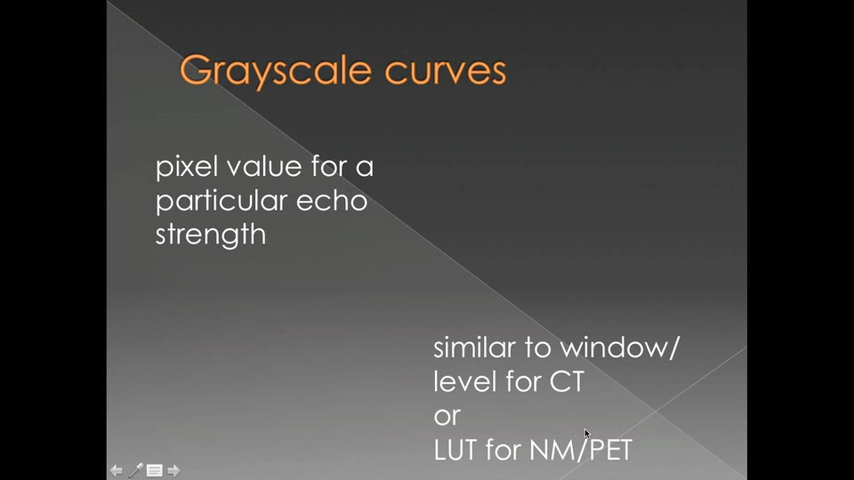 Grayscale curves
pixel value for a
particular echo
strength
similar to window/
level for CT
or
LUT for NM/PET